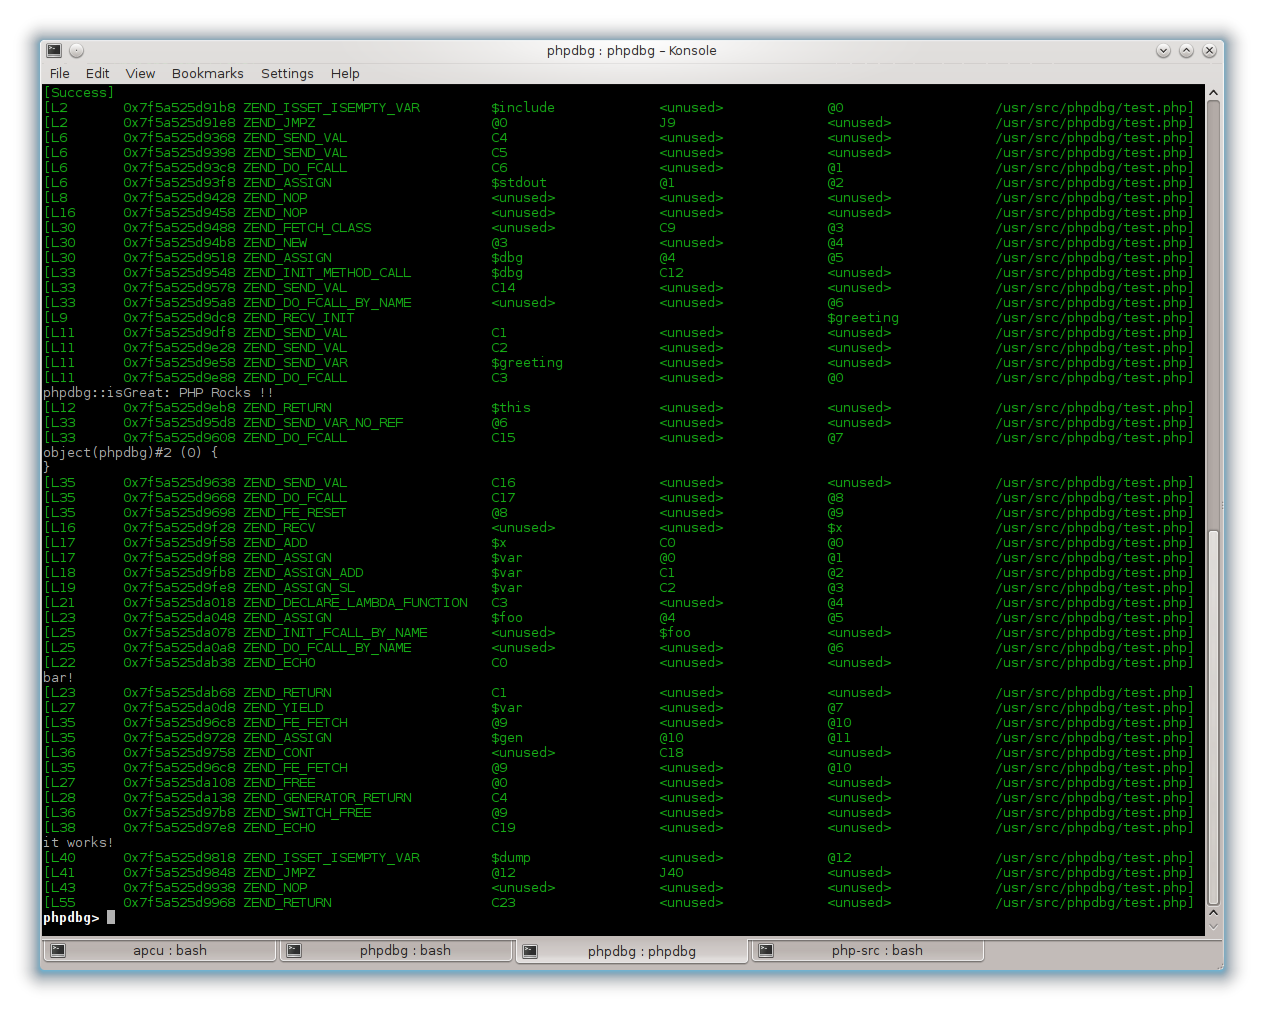 phpdbg : phpdbg – Konsole
File Edit View Bookmarks Settings Help
[Success]
[L2 0x7f5a525d91b8 ZEND_ISSET_ISEMPTY_VAR $include <unused> @0 /usr/src/phpdbg/test.php]
[L2 0x7f5a525d91e8 ZEND_JMPZ @0 J9 <unused> /usr/src/phpdbg/test.php]
[L6 0x7f5a525d9368 ZEND_SEND_VAL C4 <unused> <unused> /usr/src/phpdbg/test.php]
[L6 0x7f5a525d9398 ZEND_SEND_VAL C5 <unused> <unused> /usr/src/phpdbg/test.php]
[L6 0x7f5a525d93c8 ZEND_DO_FCALL C6 <unused> @1 /usr/src/phpdbg/test.php]
[L6 0x7f5a525d93f8 ZEND_ASSIGN $stdout @1 @2 /usr/src/phpdbg/test.php]
[L8 0x7f5a525d9428 ZEND_NOP <unused> <unused> <unused> /usr/src/phpdbg/test.php]
[L16 0x7f5a525d9458 ZEND_NOP <unused> <unused> <unused> /usr/src/phpdbg/test.php]
[L30 0x7f5a525d9488 ZEND_FETCH_CLASS <unused> C9 @3 /usr/src/phpdbg/test.php]
[L30 0x7f5a525d94b8 ZEND_NEW @3 <unused> @4 /usr/src/phpdbg/test.php]
[L30 0x7f5a525d9518 ZEND_ASSIGN $dbg @4 @5 /usr/src/phpdbg/test.php]
[L33 0x7f5a525d9548 ZEND_INIT_METHOD_CALL $dbg C12 <unused> /usr/src/phpdbg/test.php]
[L33 0x7f5a525d9578 ZEND_SEND_VAL C14 <unused> <unused> /usr/src/phpdbg/test.php]
[L33 0x7f5a525d95a8 ZEND_DO_FCALL_BY_NAME <unused> <unused> @6 /usr/src/phpdbg/test.php]
[L9 0x7f5a525d9dc8 ZEND_RECV_INIT $greeting /usr/src/phpdbg/test.php]
[L11 0x7f5a525d9df8 ZEND_SEND_VAL C1 <unused> <unused> /usr/src/phpdbg/test.php]
[L11 0x7f5a525d9e28 ZEND_SEND_VAL C2 <unused> <unused> /usr/src/phpdbg/test.php]
[L11 0x7f5a525d9e58 ZEND_SEND_VAR $greeting <unused> <unused> /usr/src/phpdbg/test.php]
[L11 0x7f5a525d9e88 ZEND_DO_FCALL C3 <unused> @0 /usr/src/phpdbg/test.php]
phpdbg::isGreat: PHP Rocks !!
[L12 0x7f5a525d9eb8 ZEND_RETURN $this <unused> <unused> /usr/src/phpdbg/test.php]
[L33 0x7f5a525d95d8 ZEND_SEND_VAR_NO_REF @6 <unused> <unused> /usr/src/phpdbg/test.php]
[L33 0x7f5a525d9608 ZEND_DO_FCALL C15 <unused> @7 /usr/src/phpdbg/test.php]
object(phpdbg)#2 (0) {
}
[L35 0x7f5a525d9638 ZEND_SEND_VAL C16 <unused> <unused> /usr/src/phpdbg/test.php]
[L35 0x7f5a525d9668 ZEND_DO_FCALL C17 <unused> @8 /usr/src/phpdbg/test.php]
[L35 0x7f5a525d9698 ZEND_FE_RESET @8 <unused> @9 /usr/src/phpdbg/test.php]
[L16 0x7f5a525d9f28 ZEND_RECV <unused> <unused> $x /usr/src/phpdbg/test.php]
[L17 0x7f5a525d9f58 ZEND_ADD $x C0 @0 /usr/src/phpdbg/test.php]
[L17 0x7f5a525d9f88 ZEND_ASSIGN $var @0 @1 /usr/src/phpdbg/test.php]
[L18 0x7f5a525d9fb8 ZEND_ASSIGN_ADD $var C1 @2 /usr/src/phpdbg/test.php]
[L19 0x7f5a525d9fe8 ZEND_ASSIGN_SL $var C2 @3 /usr/src/phpdbg/test.php]
[L21 0x7f5a525da018 ZEND_DECLARE_LAMBDA_FUNCTION C3 <unused> @4 /usr/src/phpdbg/test.php]
[L23 0x7f5a525da048 ZEND_ASSIGN $foo @4 @5 /usr/src/phpdbg/test.php]
[L25 0x7f5a525da078 ZEND_INIT_FCALL_BY_NAME <unused> $foo <unused> /usr/src/phpdbg/test.php]
[L25 0x7f5a525da0a8 ZEND_DO_FCALL_BY_NAME <unused> <unused> @6 /usr/src/phpdbg/test.php]
[L22 0x7f5a525dab38 ZEND_ECHO C0 <unused> <unused> /usr/src/phpdbg/test.php]
bar!
[L23 0x7f5a525dab68 ZEND_RETURN C1 <unused> <unused> /usr/src/phpdbg/test.php]
[L27 0x7f5a525da0d8 ZEND_YIELD $var <unused> @7 /usr/src/phpdbg/test.php]
[L35 0x7f5a525d96c8 ZEND_FE_FETCH @9 <unused> @10 /usr/src/phpdbg/test.php]
[L35 0x7f5a525d9728 ZEND_ASSIGN $gen @10 @11 /usr/src/phpdbg/test.php]
[L36 0x7f5a525d9758 ZEND_CONT <unused> C18 <unused> /usr/src/phpdbg/test.php]
[L35 0x7f5a525d96c8 ZEND_FE_FETCH @9 <unused> @10 /usr/src/phpdbg/test.php]
[L27 0x7f5a525da108 ZEND_FREE @0 <unused> <unused> /usr/src/phpdbg/test.php]
[L28 0x7f5a525da138 ZEND_GENERATOR_RETURN C4 <unused> <unused> /usr/src/phpdbg/test.php]
[L36 0x7f5a525d97b8 ZEND_SWITCH_FREE @9 <unused> <unused> /usr/src/phpdbg/test.php]
[L38 0x7f5a525d97e8 ZEND_ECHO C19 <unused> <unused> /usr/src/phpdbg/test.php]
it works!
[L40 0x7f5a525d9818 ZEND_ISSET_ISEMPTY_VAR $dump <unused> @12 /usr/src/phpdbg/test.php]
[L41 0x7f5a525d9848 ZEND_JMPZ @12 J40 <unused> /usr/src/phpdbg/test.php]
[L43 0x7f5a525d9938 ZEND_NOP <unused> <unused> <unused> /usr/src/phpdbg/test.php]
[L55 0x7f5a525d9968 ZEND_RETURN C23 <unused> <unused> /usr/src/phpdbg/test.php]
phpdbg>
apcu : bash phpdbg : bash phpdbg : phpdbg php-src : bash